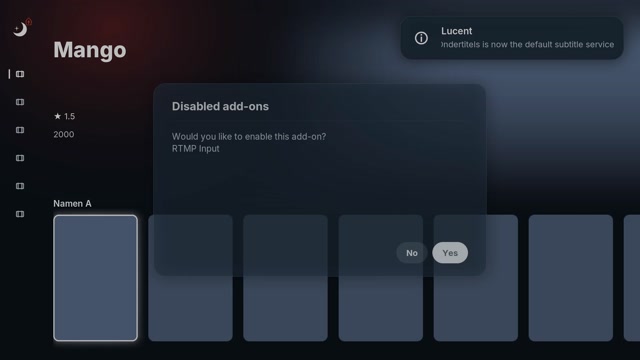 Mango
Lucent
ndertitels is now the default subtitle service
Disabled add-ons
★ 1.5
Would you like to enable this add-on?
2000
RTMP Input
Namen A
No
Yes